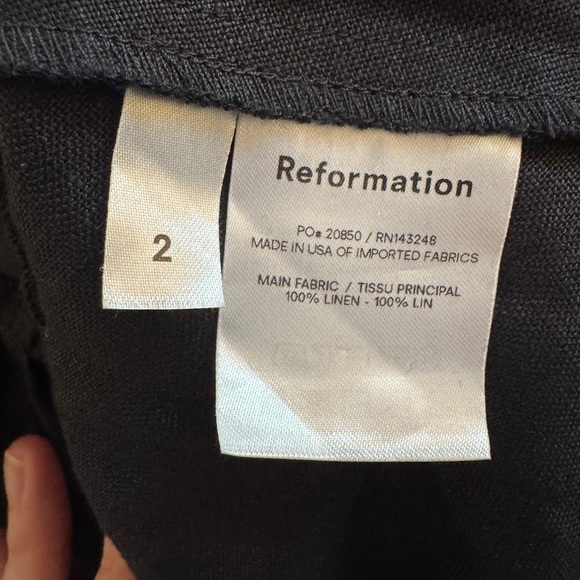 2
Reformation
PO# 20850 / RN143248
MADE IN USA OF IMPORTED FABRICS
MAIN FABRIC / TISSU PRINCIPAL
100% LINEN - 100% LIN